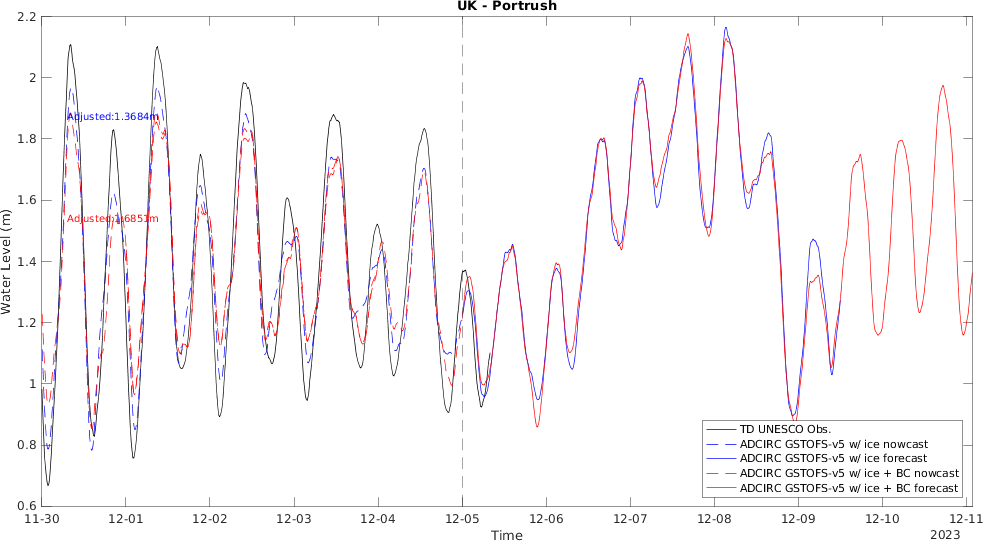 UK - Portrush
2.2
2
1.8
1.6
1.4
1.2
1
0.8
0.6
Water Level (m)
Adjusted:1.3684m
Adjusted:1.6851m
TD UNESCO Obs.
ADCIRC GSTOFS-v5 w/ ice nowcast
ADCIRC GSTOFS-v5 w/ ice forecast
ADCIRC GSTOFS-v5 w/ ice + BC nowcast
ADCIRC GSTOFS-v5 w/ ice + BC forecast
11-30 12-01 12-02 12-03 12-04 12-05 12-06 12-07 12-08 12-09 12-10 12-11
Time
2023